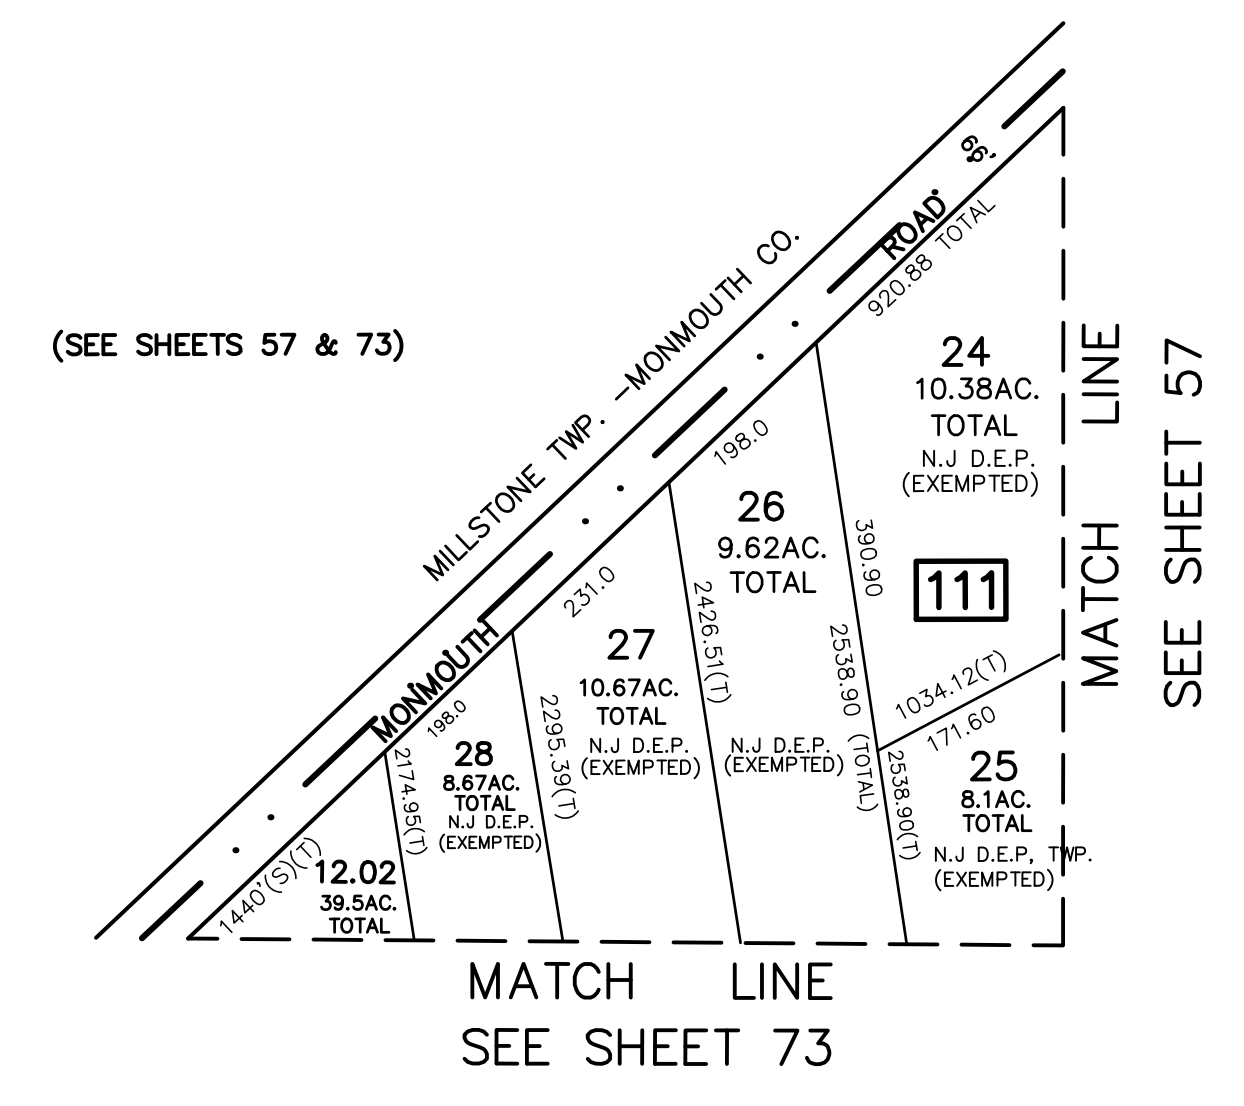 66'
ROAD
920.88 TOTAL
MILLSTONE TWP. -MONMOUTH CO.
(SEE SHEETS 57 & 73)
24
10.38AC.
TOTAL
N.J D.E.P.
(EXEMPTED)
MATCH LINE
SEE SHEET 57
198.0
26
9.62AC.
TOTAL
N.J D.E.P.
(EXEMPTED)
390.90
2538.90 (TOTAL)
111
231.0
2426.51(T)
27
10.67AC.
TOTAL
N.J D.E.P.
(EXEMPTED)
MONMOUTH
198.0
2295.39(T)
28
8.67AC.
TOTAL
N.J D.E.P.
(EXEMPTED)
1034.12(T)
171.60
2538.90(T)
25
8.1AC.
TOTAL
N.J D.E.P, TWP.
(EXEMPTED)
2174.95(T)
1440'(S)(T)
12.02
39.5AC.
TOTAL
MATCH LINE
SEE SHEET 73